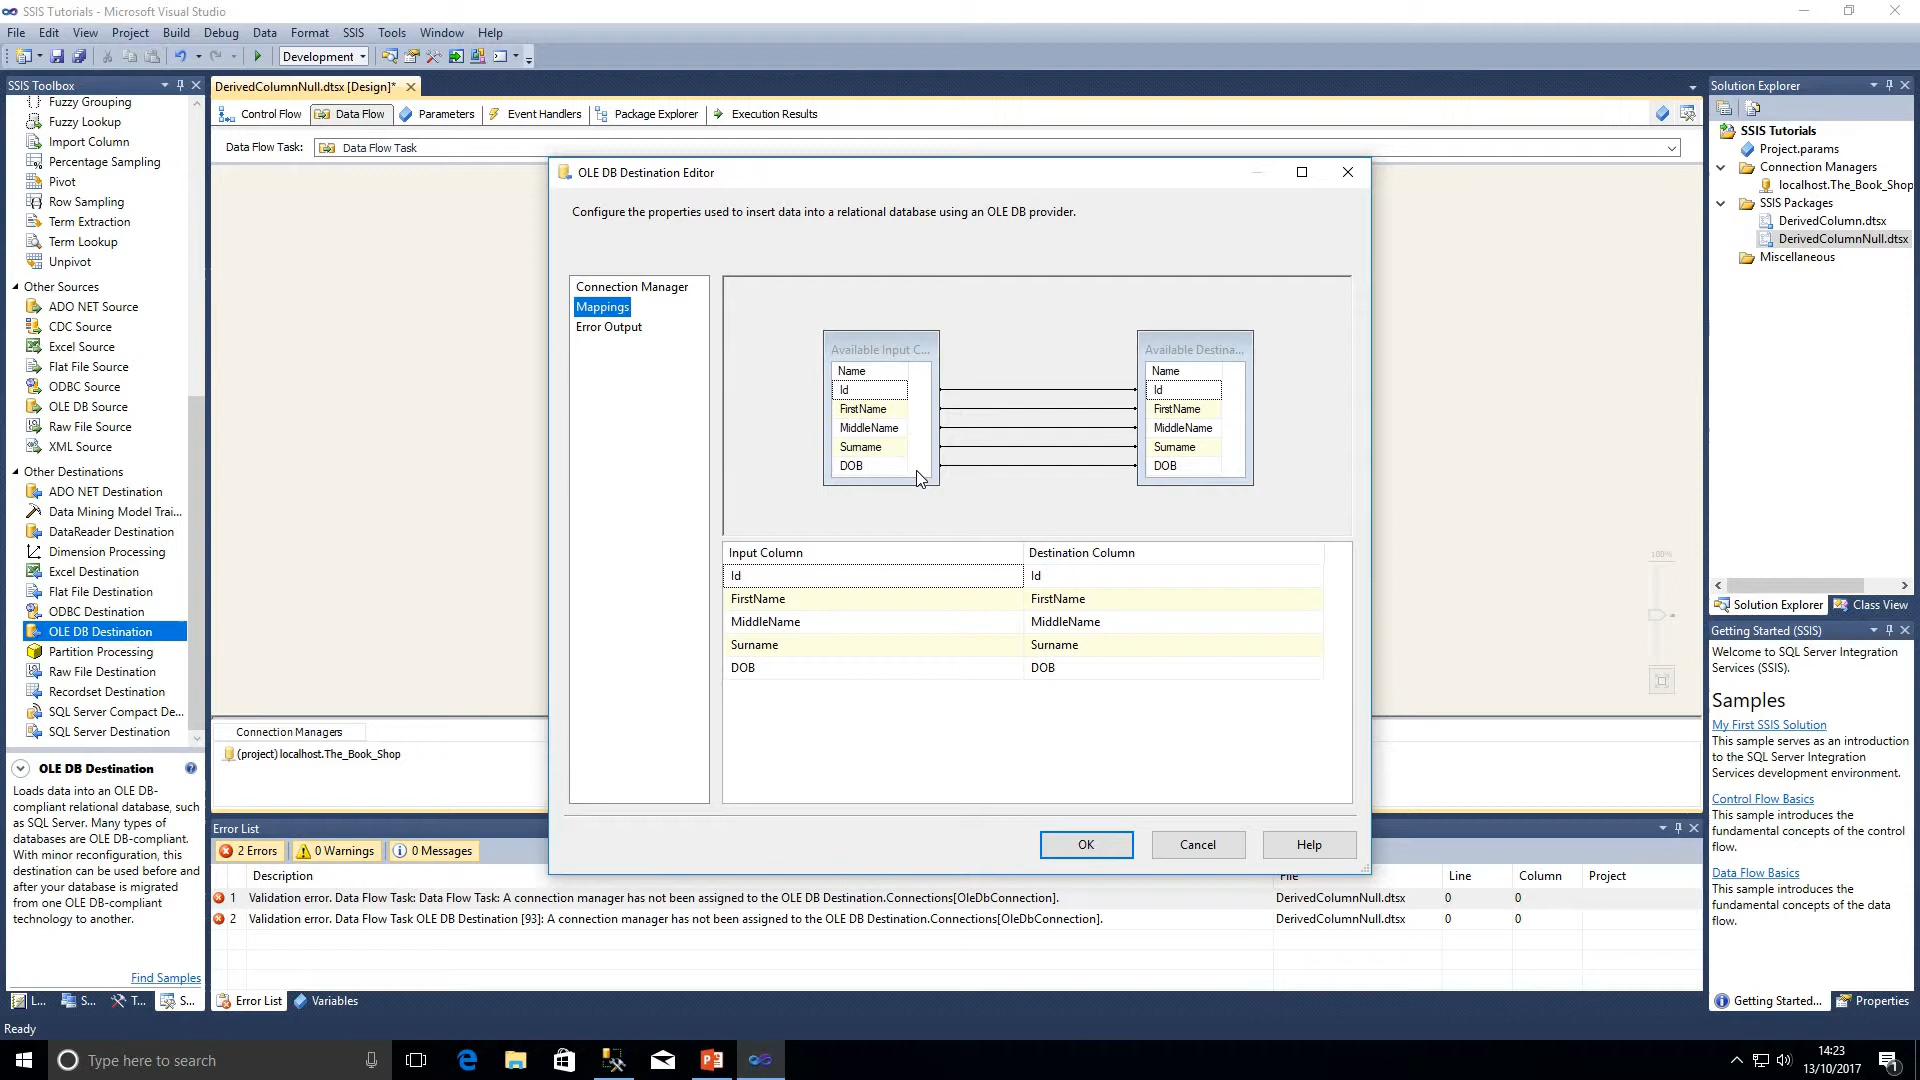 SSIS Tutorials - Microsoft Visual Studio
File Edit View Project Build Debug Data Format SSIS Tools Window Help
Development
SSIS Toolbox
Fuzzy Grouping
Fuzzy Lookup
Import Column
Percentage Sampling
Pivot
Row Sampling
Term Extraction
Term Lookup
Unpivot
Other Sources
ADO NET Source
CDC Source
Excel Source
Flat File Source
ODBC Source
OLE DB Source
Raw File Source
XML Source
Other Destinations
ADO NET Destination
Data Mining Model Trai...
DataReader Destination
Dimension Processing
Excel Destination
Flat File Destination
ODBC Destination
OLE DB Destination
Partition Processing
Raw File Destination
Recordset Destination
SQL Server Compact De...
SQL Server Destination
OLE DB Destination
Loads data into an OLE DB-
compliant relational database, such
as SQL Server. Many types of
databases are OLE DB-compliant.
With minor reconfiguration, this
destination can be used before and
after your database is migrated
from one OLE DB-compliant
technology to another.
Find Samples
L... S... T... S...
DerivedColumnNull.dtsx [Design]*
Control Flow Data Flow Parameters Event Handlers Package Explorer Execution Results
Data Flow Task: Data Flow Task
100%
OLE DB Destination Editor
Configure the properties used to insert data into a relational database using an OLE DB provider.
Connection Manager
Mappings
Error Output
Available Input C...
Name
Id
FirstName
MiddleName
Surname
DOB
Available Destina...
Name
Id
FirstName
MiddleName
Surname
DOB
Input Column Destination Column
Id Id
FirstName FirstName
MiddleName MiddleName
Surname Surname
DOB DOB
OK Cancel Help
Connection Managers
(project) localhost.The_Book_Shop
Error List
2 Errors 0 Warnings 0 Messages
Description File Line Column Project
1 Validation error. Data Flow Task: Data Flow Task: A connection manager has not been assigned to the OLE DB Destination.Connections[OleDbConnection]. DerivedColumnNull.dtsx 0 0
2 Validation error. Data Flow Task OLE DB Destination [93]: A connection manager has not been assigned to the OLE DB Destination.Connections[OleDbConnection]. DerivedColumnNull.dtsx 0 0
Error List Variables
Solution Explorer
SSIS Tutorials
Project.params
Connection Managers
localhost.The_Book_Shop
SSIS Packages
DerivedColumn.dtsx
DerivedColumnNull.dtsx
Miscellaneous
Solution Explorer Class View
Getting Started (SSIS)
Welcome to SQL Server Integration
Services (SSIS).
Samples
My First SSIS Solution
This sample serves as an introduction
to the SQL Server Integration
Services development environment.
Control Flow Basics
This sample introduces the
fundamental concepts of the control
flow.
Data Flow Basics
This sample introduces the
fundamental concepts of the data
flow.
Getting Started... Properties
Ready
Type here to search
14:23
13/10/2017
1